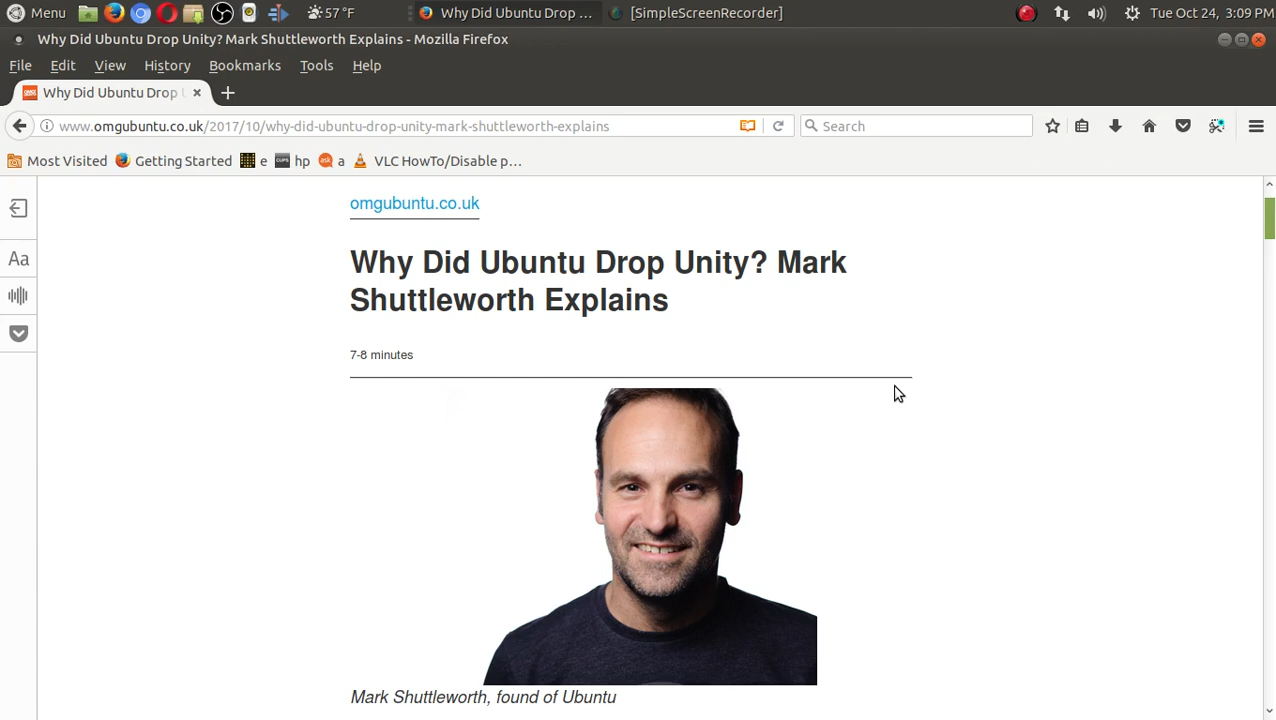 Menu 57 °F Why Did Ubuntu Drop ... [SimpleScreenRecorder] Tue Oct 24, 3:09 PM
Why Did Ubuntu Drop Unity? Mark Shuttleworth Explains - Mozilla Firefox
File Edit View History Bookmarks Tools Help
Why Did Ubuntu Drop
www.omgubuntu.co.uk/2017/10/why-did-ubuntu-drop-unity-mark-shuttleworth-explains Search
Most Visited Getting Started e hp a VLC HowTo/Disable p...
omgubuntu.co.uk
Why Did Ubuntu Drop Unity? Mark
Shuttleworth Explains
Aa
7-8 minutes
Mark Shuttleworth, found of Ubuntu